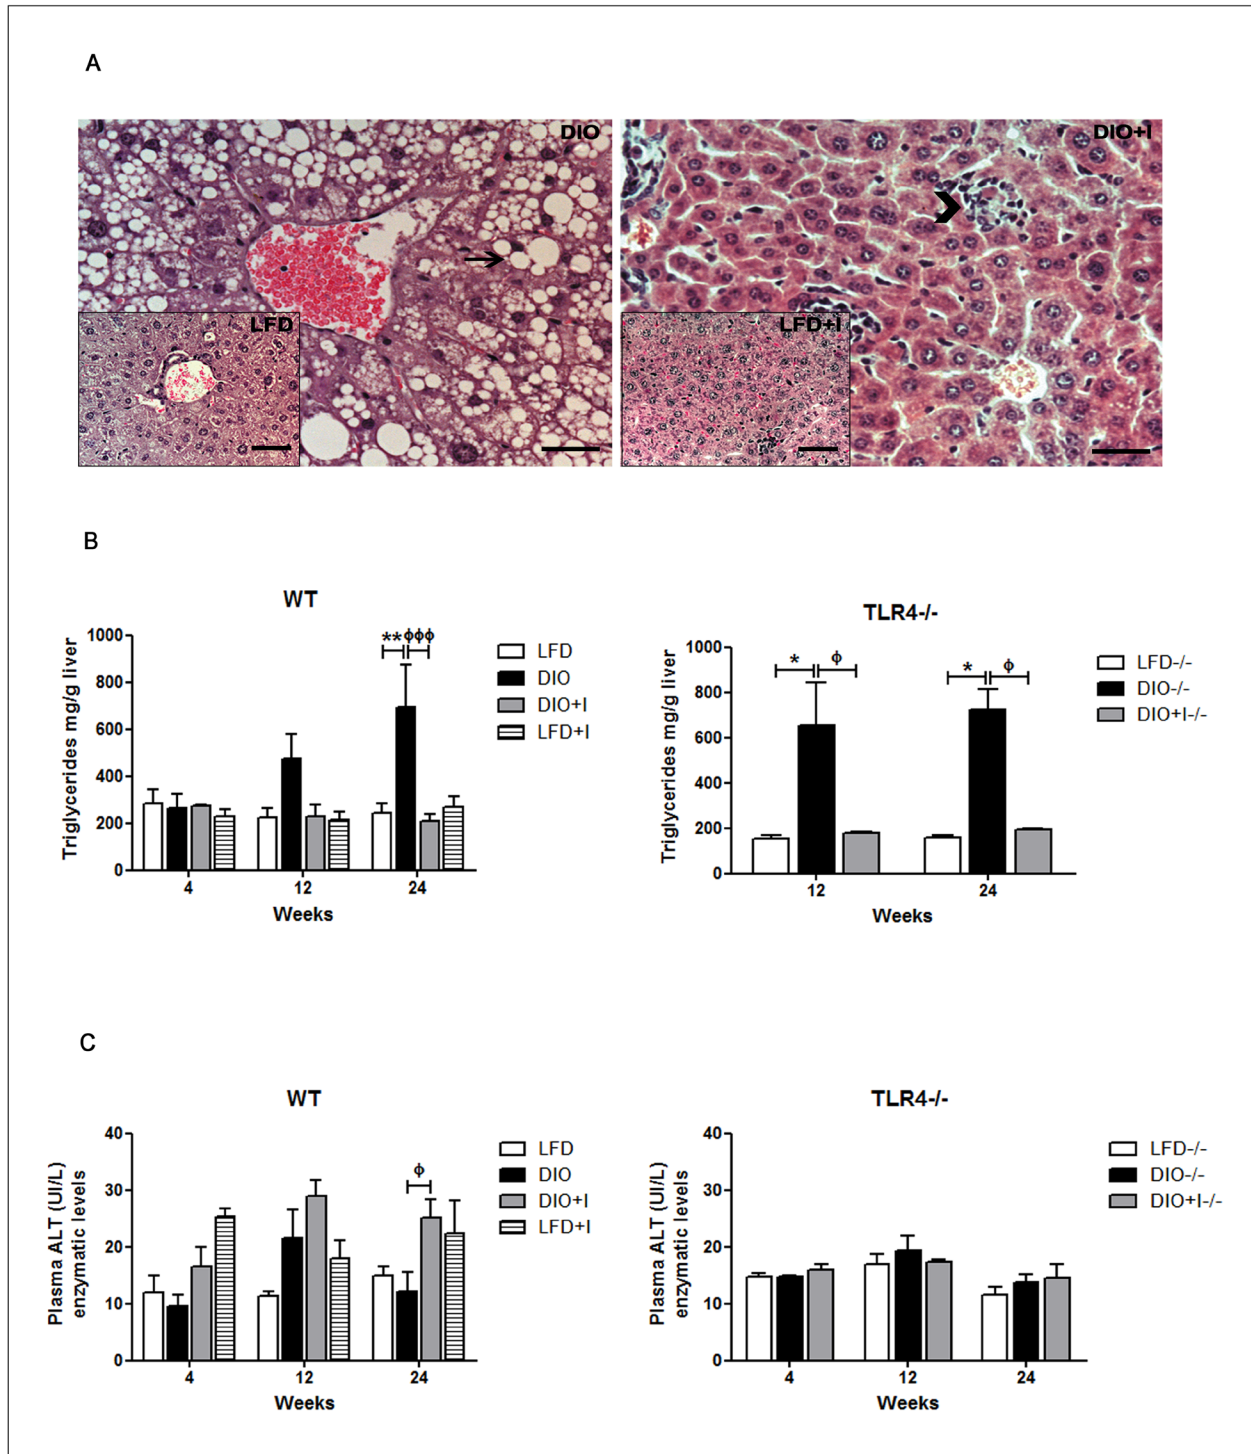 A
DIO
DIO+I
LFD
LFD+I
B
WT
TLR4-/-
Triglycerides mg/g liver
1000
800
600
400
200
0
** ϕϕϕ
4 12 24
Weeks
LFD
DIO
DIO+I
LFD+I
Triglycerides mg/g liver
1000
800
600
400
200
0
* ϕ * ϕ
12 24
Weeks
LFD-/-
DIO-/-
DIO+I-/-
C
WT
TLR4-/-
Plasma ALT (UI/L)
enzymatic levels
40
30
20
10
0
ϕ
4 12 24
Weeks
LFD
DIO
DIO+I
LFD+I
Plasma ALT (UI/L)
enzymatic levels
40
30
20
10
0
4 12 24
Weeks
LFD-/-
DIO-/-
DIO+I-/-